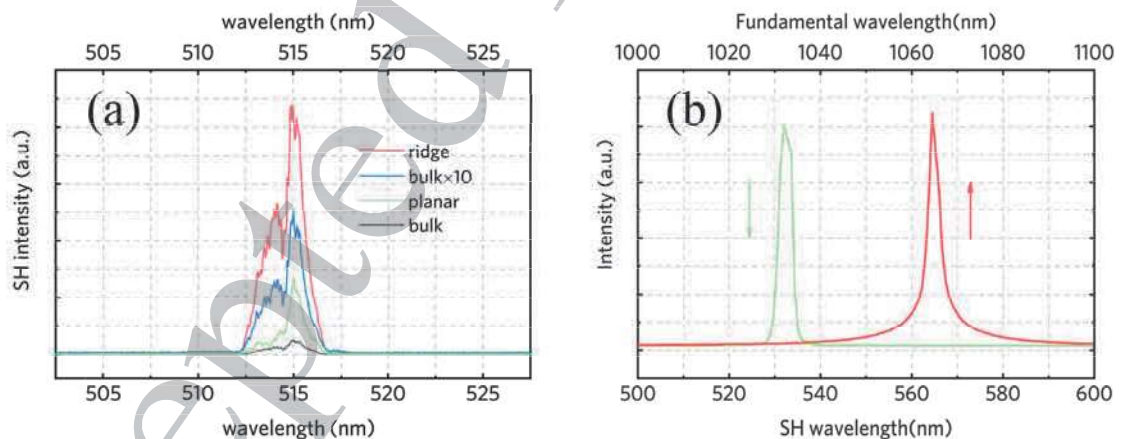 wavelength (nm)
505 510 515 520 525
(a)
SH intensity (a.u.)
ridge
bulk×10
planar
bulk
505 510 515 520 525
wavelength (nm)
Fundamental wavelength(nm)
1000 1020 1040 1060 1080 1100
(b)
Intensity (a.u.)
500 520 540 560 580 600
SH wavelength(nm)